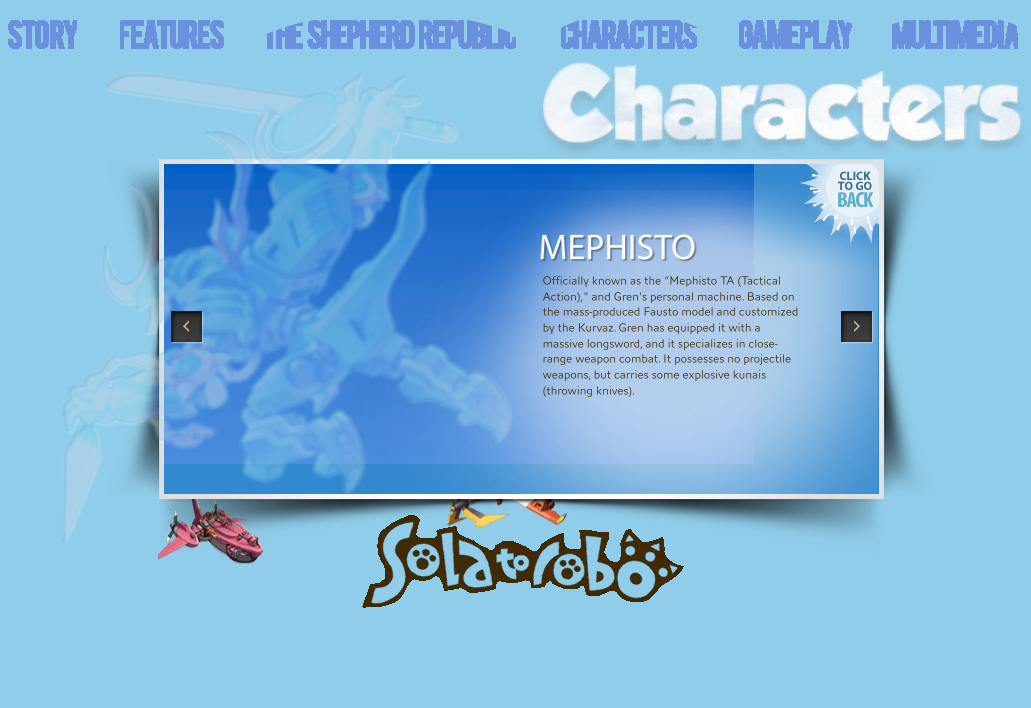 STORY FEATURES THE SHEPHERD REPUBLIC CHARACTERS GAMEPLAY MULTIMEDIA
Characters
CLICK
TO GO
BACK
MEPHISTO
Officially known as the “Mephisto TA (Tactical
Action),” and Gren's personal machine. Based on
the mass-produced Fausto model and customized
by the Kurvaz. Gren has equipped it with a
massive longsword, and it specializes in close-
range weapon combat. It possesses no projectile
weapons, but carries some explosive kunais
(throwing knives).
Solatorobo